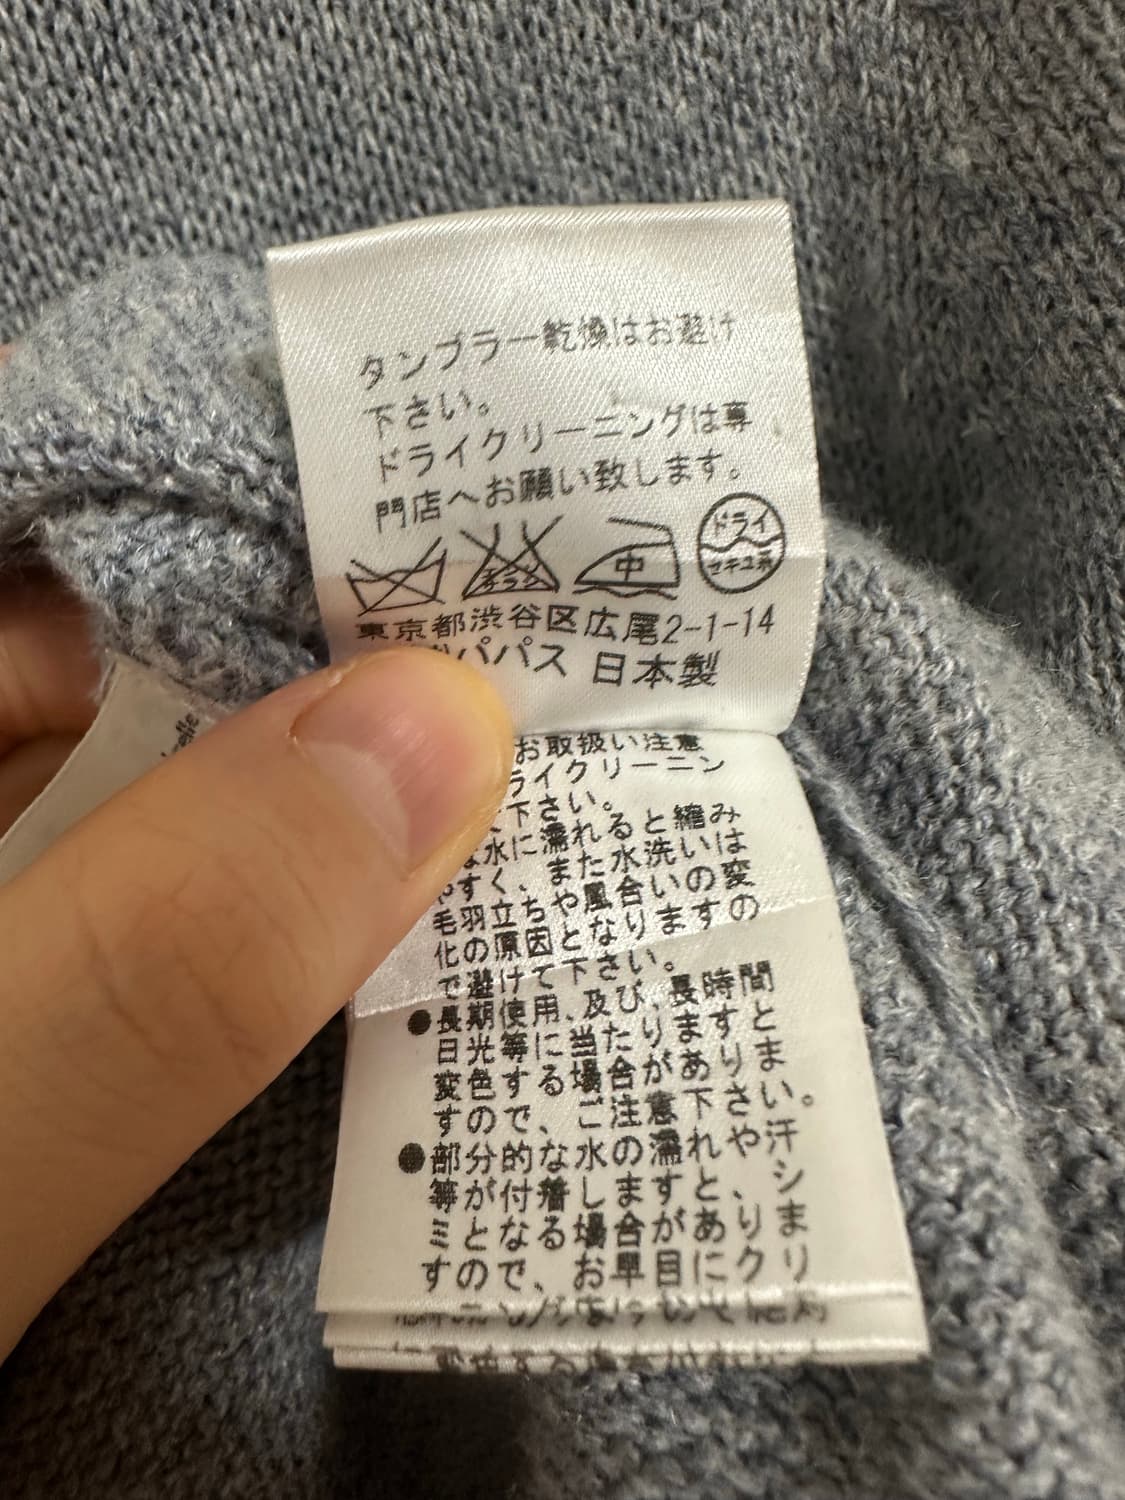 タンブラー乾燥はお避け
下さい。
ドライクリーニングは専
門店へお願い致します。
中
ドライ
セキユ系
東京都渋谷区広尾2-1-14
パパス 日本製
お取扱い注意
ライクリーニン
下さい。
水に濡れると縮み
やすく、また水洗いは
毛羽立ちや風合いの変
化の原因となりますの
で避けて下さい。
●長期使用、及び、長時間
日光等に当たりますと
変色する場合がありま
すので、ご注意下さい。
●部分的な水の濡れや汗
等が付着しますと、シ
ミとなる場合がありま
すので、お早目にクリ